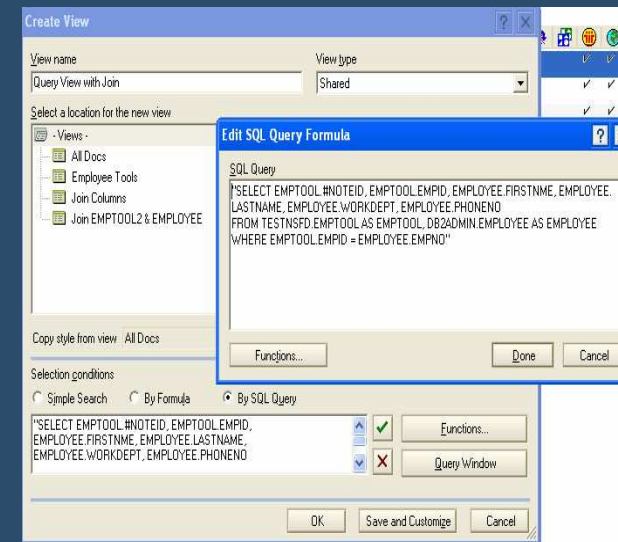 Create View
View name
View type
Query View with Join
Shared
Select a location for the new view
- Views -
All Docs
Employee Tools
Join Columns
Join EMPTOOL2 & EMPLOYEE
Copy style from view All Docs
Selection conditions
Simple Search
By Formula
By SQL Query
"SELECT EMPTOOL.#NOTEID, EMPTOOL.EMPID,
EMPLOYEE.FIRSTNME, EMPLOYEE.LASTNAME,
EMPLOYEE.WORKDEPT, EMPLOYEE.PHONENO
Functions...
Query Window
OK
Save and Customize
Cancel
Edit SQL Query Formula
SQL Query
"SELECT EMPTOOL.#NOTEID, EMPTOOL.EMPID, EMPLOYEE.FIRSTNME, EMPLOYEE.
LASTNAME, EMPLOYEE.WORKDEPT, EMPLOYEE.PHONENO
FROM TESTNSFD.EMPTOOL AS EMPTOOL, DB2ADMIN.EMPLOYEE AS EMPLOYEE
WHERE EMPTOOL.EMPID = EMPLOYEE.EMPNO"
Functions...
Done
Cancel